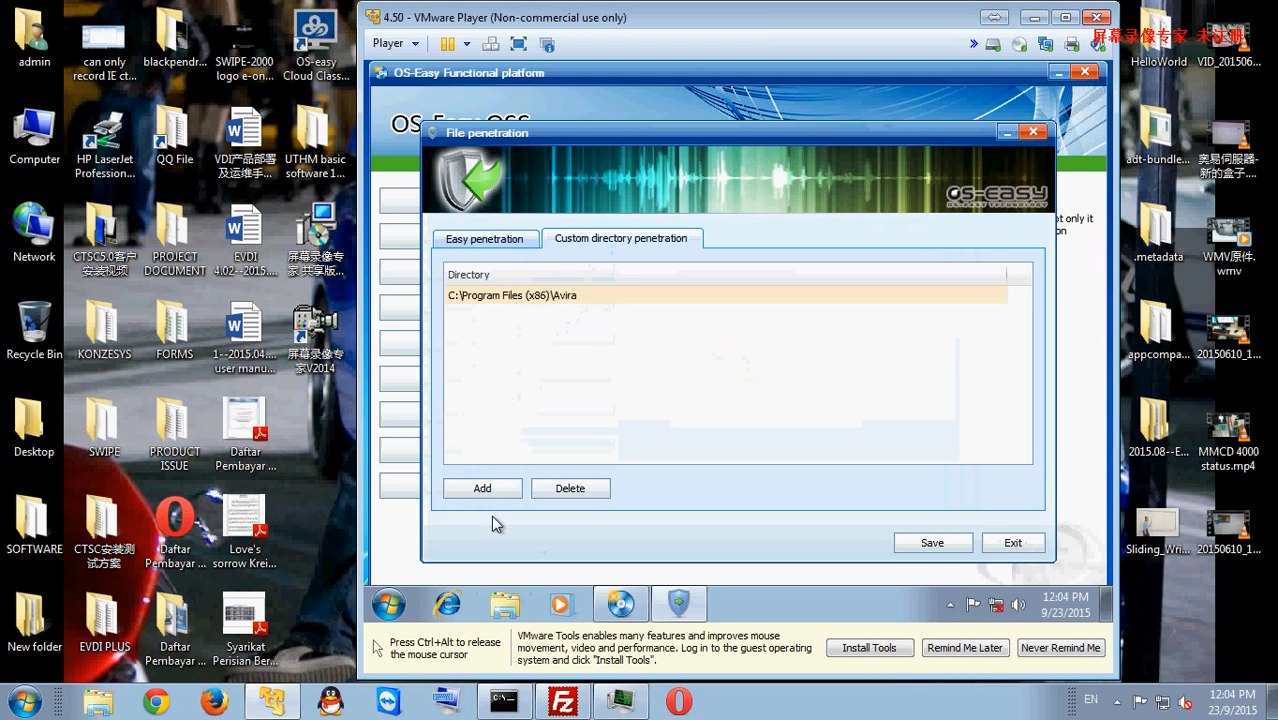 admin
can only
record IE ct...
blackpendr...
SWIPE-2000
logo e-on...
OS-easy
Cloud Class...
Computer
HP LaserJet
Profession...
QQ File
VDI产品部署
及运维手...
UTHM basic
software 1...
Network
CTSC5.0客户
安装视频
PROJECT
DOCUMENT
EVDI
4.02--2015....
屏幕录像专
家 共享版...
Recycle Bin
KONZESYS
FORMS
1--2015.04....
user manu...
屏幕录像专
家V2014
Desktop
SWIPE
PRODUCT
ISSUE
Daftar
Pembayar ...
SOFTWARE
CTSC安装测
试方案
Daftar
Pembayar ...
Love's
sorrow Krei...
New folder
EVDI PLUS
Daftar
Pembayar ...
Syarikat
Perisian Ber...
4.50 - VMware Player (Non-commercial use only)
Player
屏幕录像专家 未注册
OS-Easy Functional platform
File penetration
os-easy
Easy penetration
Custom directory penetration
Directory
C:\Program Files (x86)\Avira
Add
Delete
Save
Exit
not only it
12:04 PM
9/23/2015
Press Ctrl+Alt to release
the mouse cursor
VMware Tools enables many features and improves mouse
movement, video and performance. Log in to the guest operating
system and click "Install Tools".
Install Tools
Remind Me Later
Never Remind Me
HelloWorld
VID_201506...
adt-bundle...
奥易伺服器-
新的盒子....
.metadata
WMV原件.
wmv
appcompa...
20150610_1...
2015.08--E...
MMCD 4000
status.mp4
Sliding_Wri...
20150610_1...
EN
12:04 PM
23/9/2015